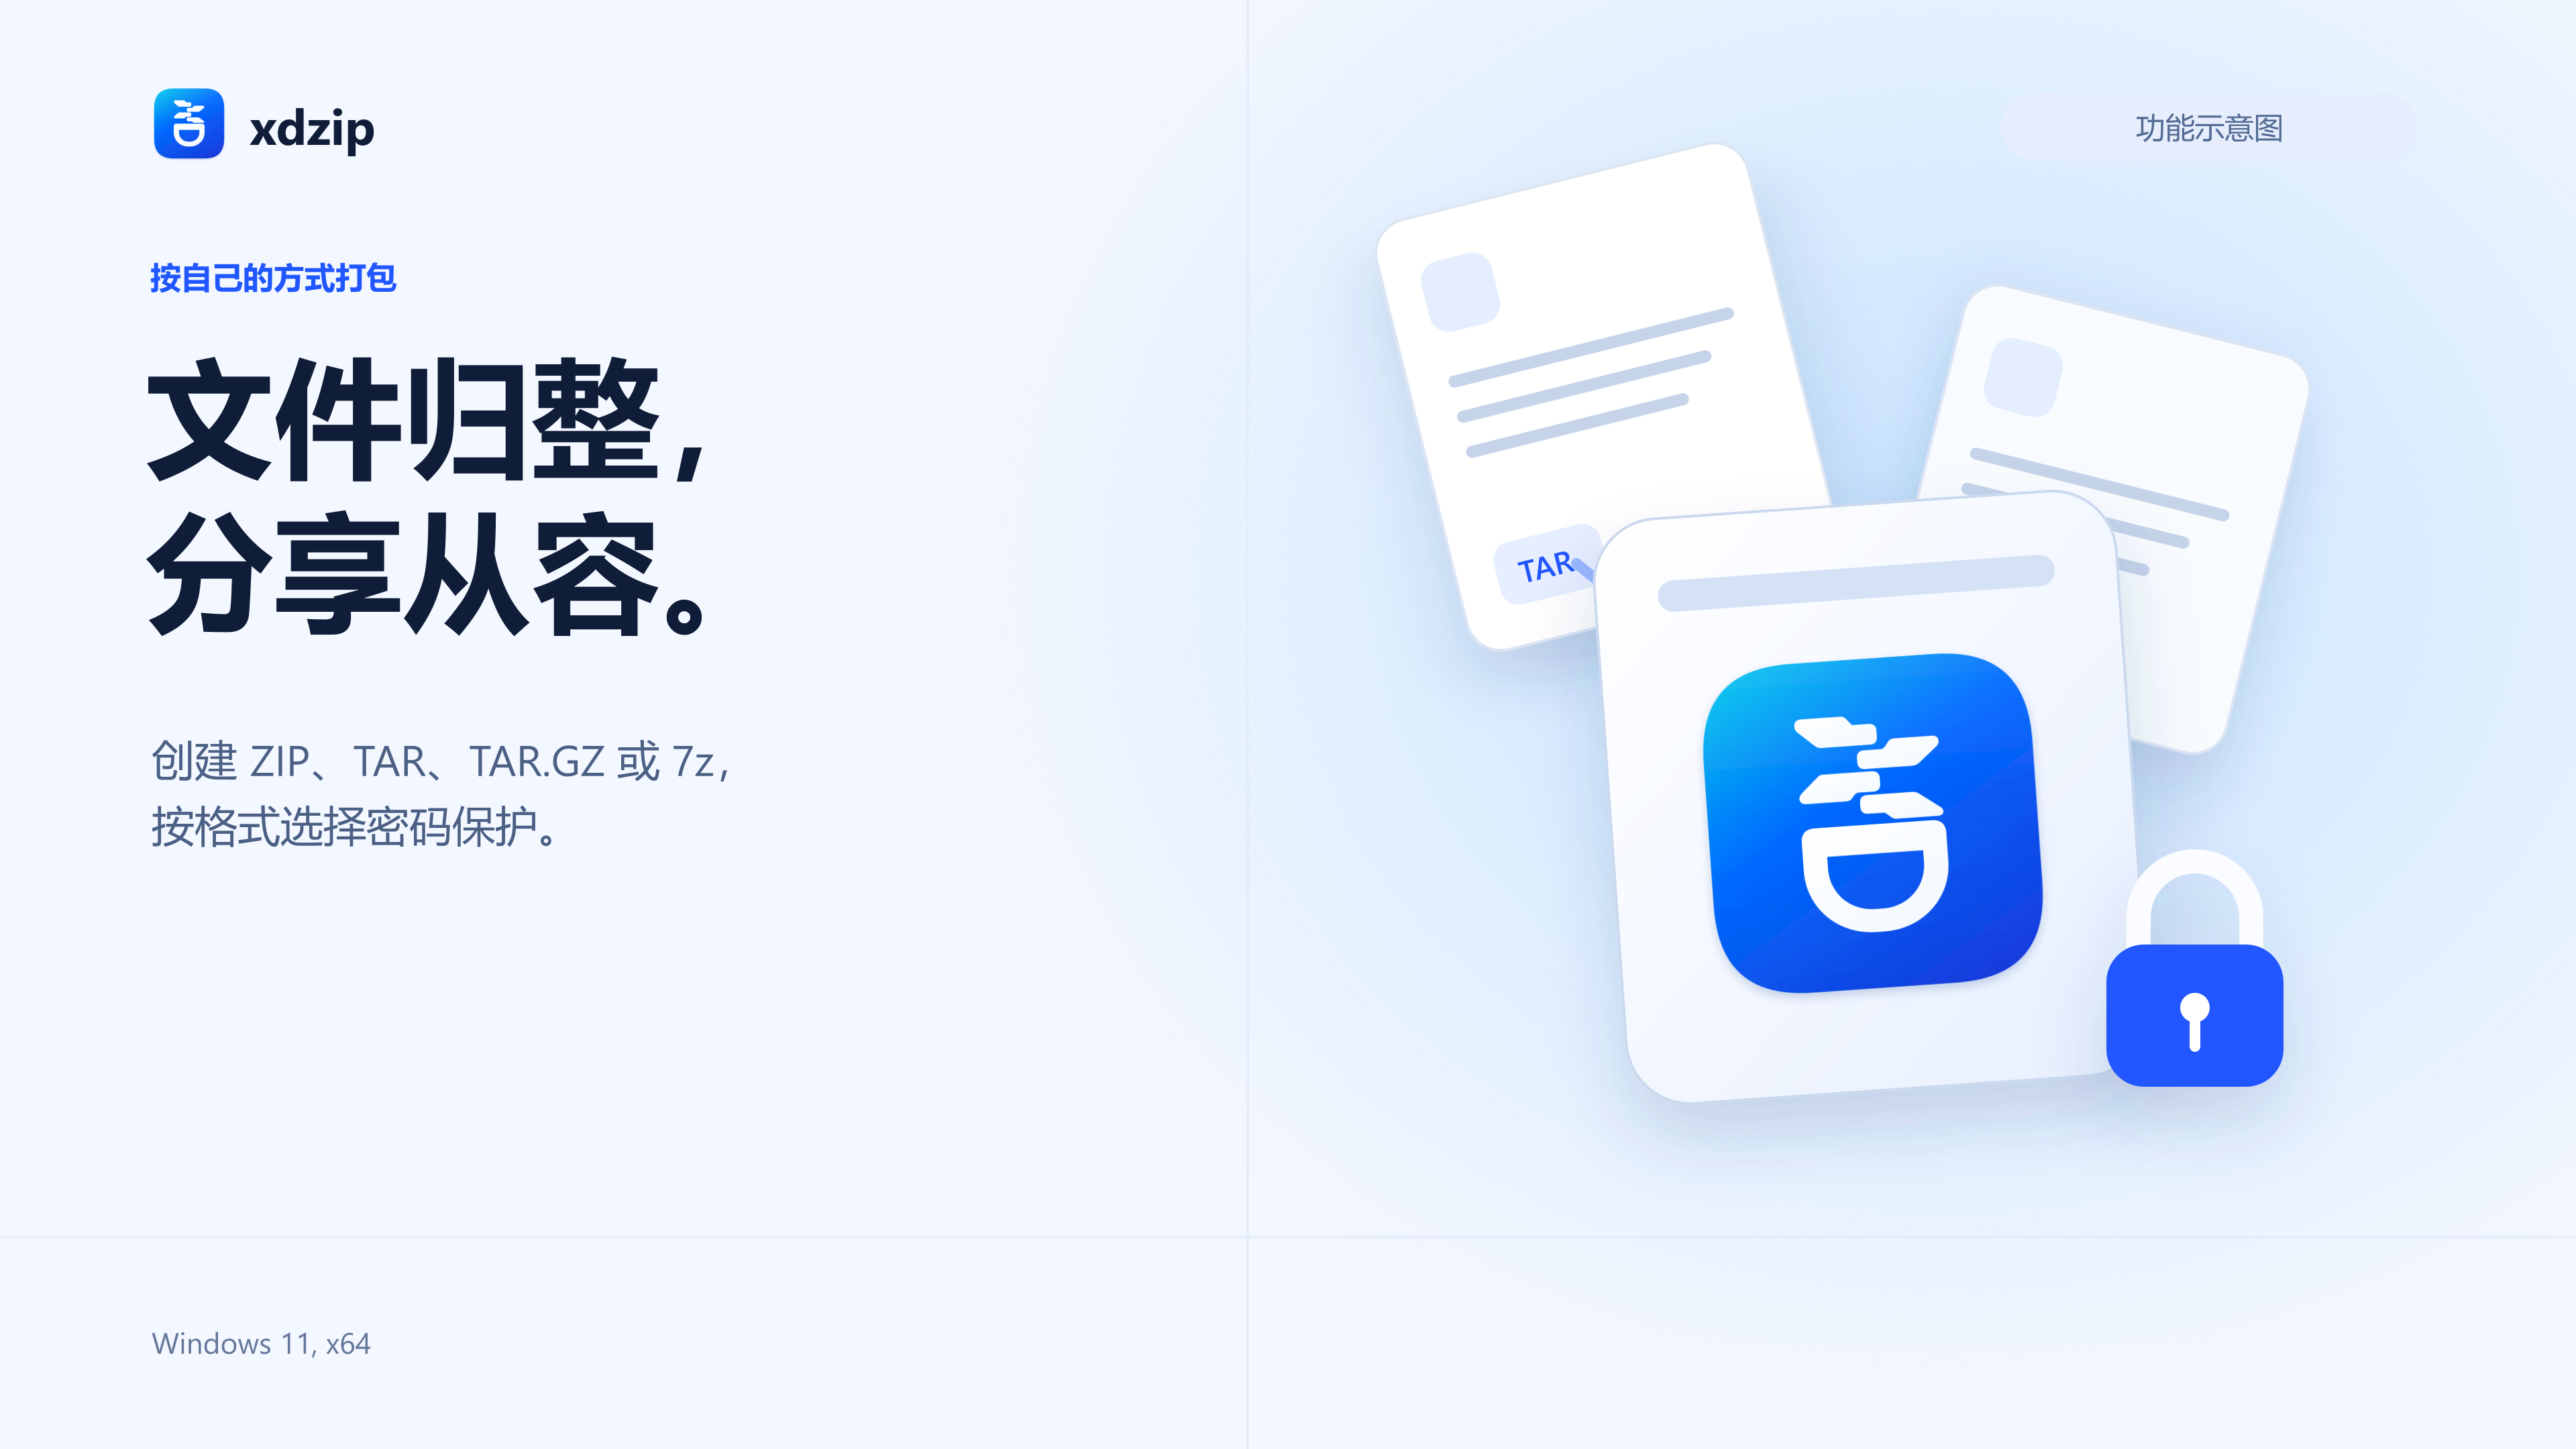 xdzip
功能示意图
按自己的方式打包
文件归整，
分享从容。
创建 ZIP、TAR、TAR.GZ 或 7z，
按格式选择密码保护。
TAR
Windows 11, x64